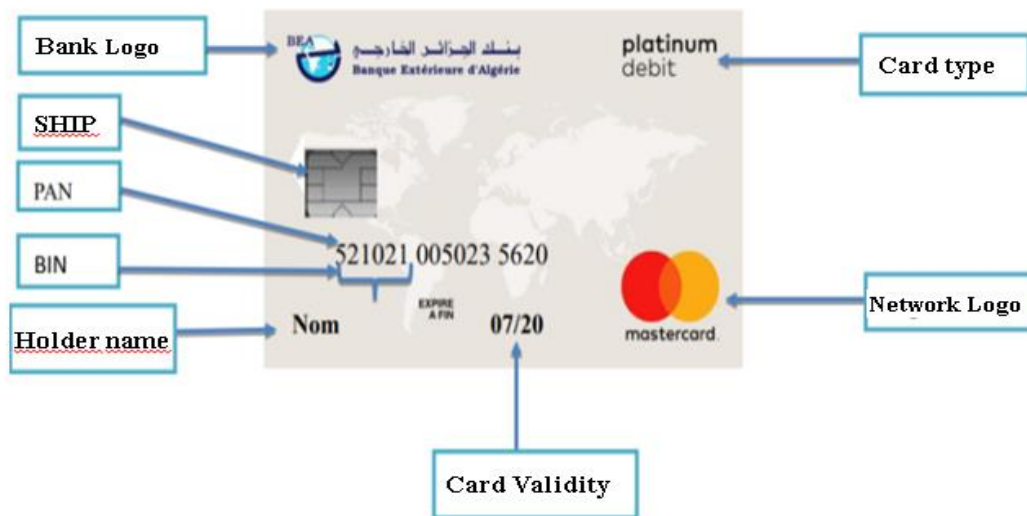 Bank Logo
SHIP
PAN
BIN
Holder name
BEA
بنك الجزائر الخارجي
Banque Extérieure d'Algérie
platinum
debit
521021 005023 5620
EXPIRE
A FIN
Nom
07/20
mastercard.
Card type
Network Logo
Card Validity